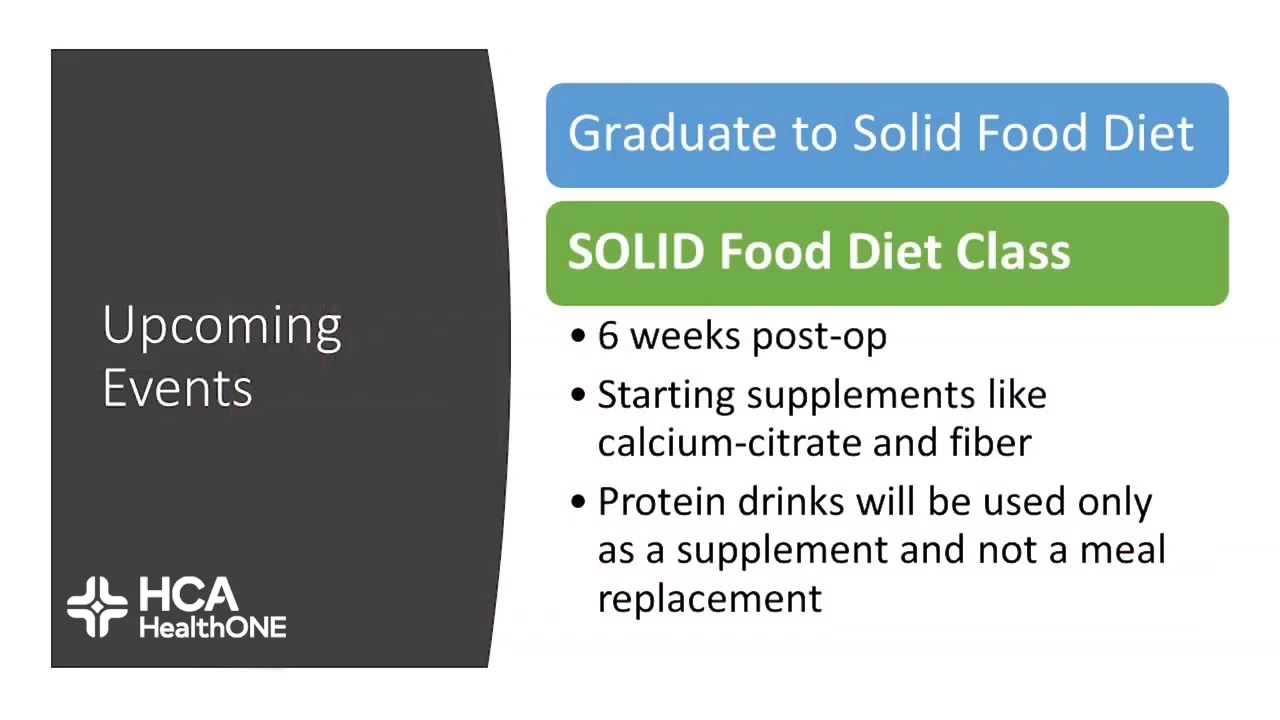 Upcoming
Events
HCA
HealthONE
Graduate to Solid Food Diet
SOLID Food Diet Class
• 6 weeks post-op
• Starting supplements like
calcium-citrate and fiber
• Protein drinks will be used only
as a supplement and not a meal
replacement